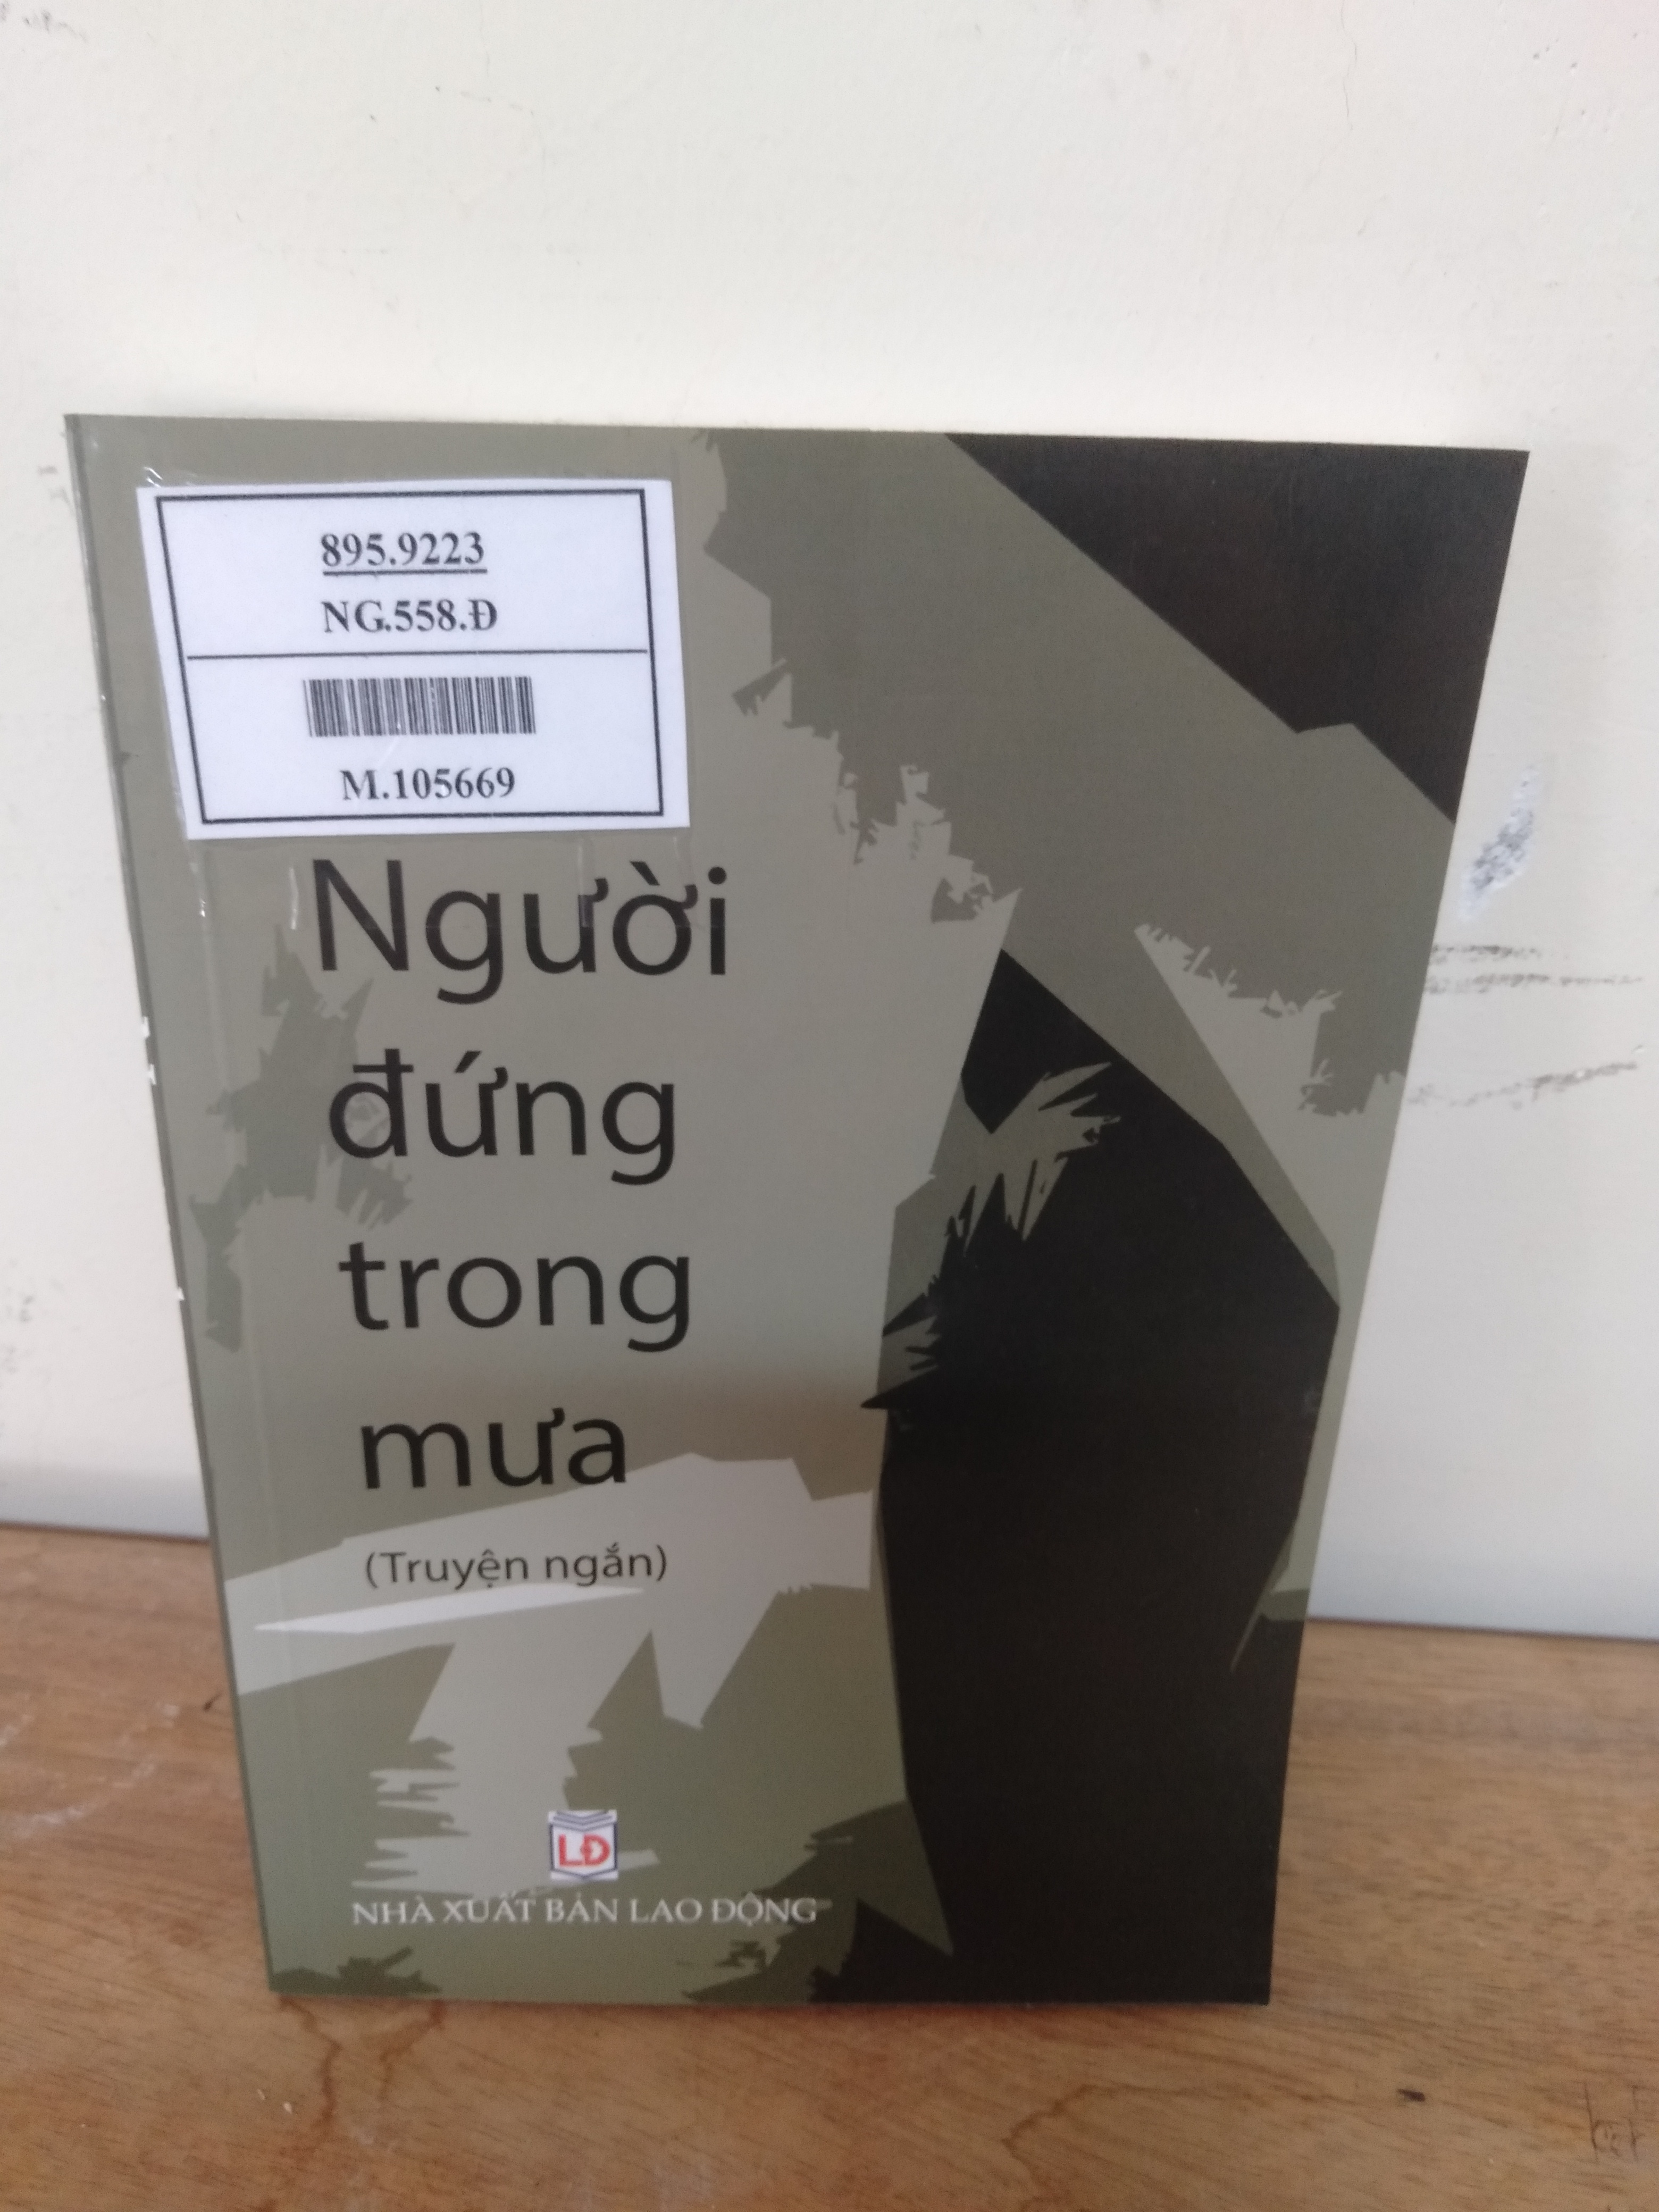 895.9223
NG.558.Đ
M.105669
Người
đứng
trong
mưa
(Truyện ngắn)
LĐ
NHÀ XUẤT BẢN LAO ĐỘNG